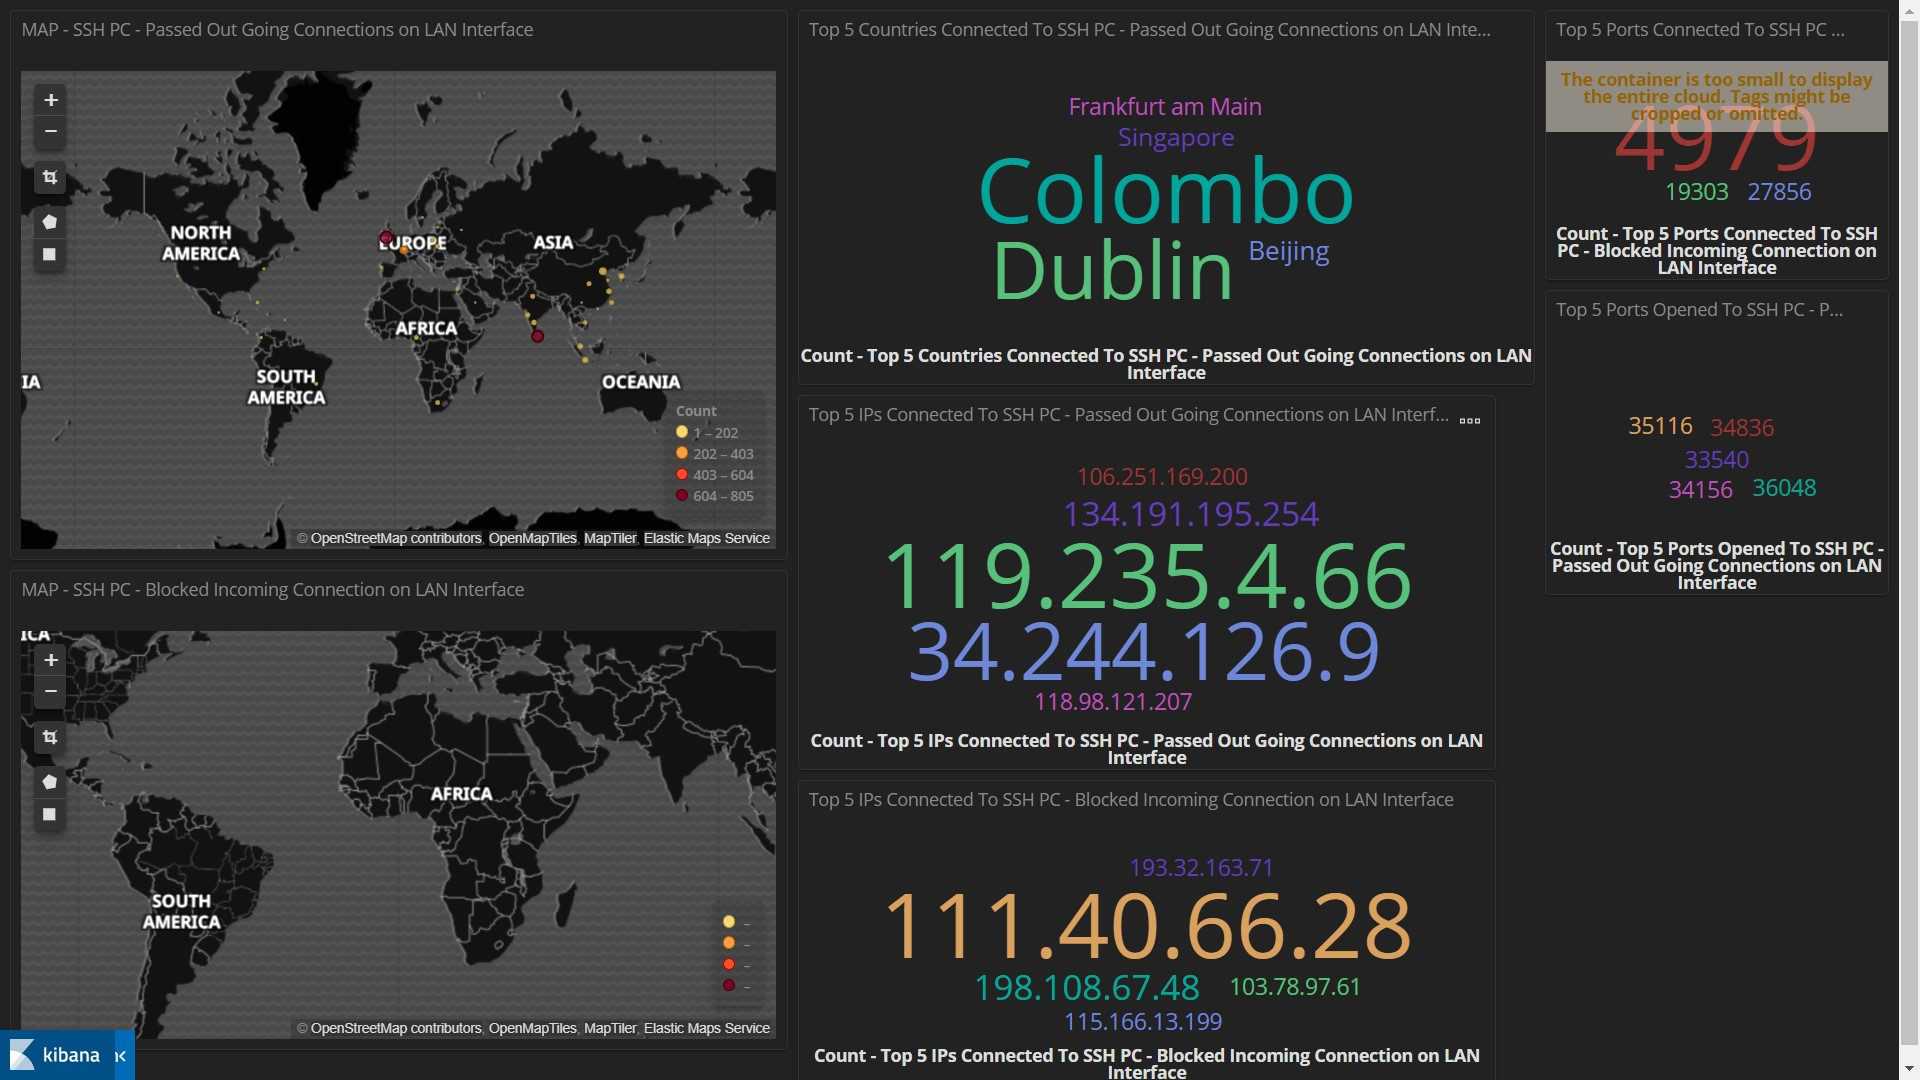 MAP - SSH PC - Passed Out Going Connections on LAN Interface
+
−
NORTH
AMERICA
EUROPE
ASIA
AFRICA
SOUTH
AMERICA
OCEANIA
IA
Count
1 – 202
202 – 403
403 – 604
604 – 805
© OpenStreetMap contributors, OpenMapTiles, MapTiler, Elastic Maps Service
MAP - SSH PC - Blocked Incoming Connection on LAN Interface
ICA
+
−
AFRICA
SOUTH
AMERICA
–
–
–
–
© OpenStreetMap contributors, OpenMapTiles, MapTiler, Elastic Maps Service
kibana
Top 5 Countries Connected To SSH PC - Passed Out Going Connections on LAN Inte...
Frankfurt am Main
Singapore
Colombo
Dublin Beijing
Count - Top 5 Countries Connected To SSH PC - Passed Out Going Connections on LAN
Interface
Top 5 IPs Connected To SSH PC - Passed Out Going Connections on LAN Interf...
106.251.169.200
134.191.195.254
119.235.4.66
34.244.126.9
118.98.121.207
Count - Top 5 IPs Connected To SSH PC - Passed Out Going Connections on LAN
Interface
Top 5 IPs Connected To SSH PC - Blocked Incoming Connection on LAN Interface
193.32.163.71
111.40.66.28
198.108.67.48 103.78.97.61
115.166.13.199
Count - Top 5 IPs Connected To SSH PC - Blocked Incoming Connection on LAN
Interface
Top 5 Ports Connected To SSH PC ...
The container is too small to display
the entire cloud. Tags might be
cropped or omitted.
4979
19303 27856
Count - Top 5 Ports Connected To SSH
PC - Blocked Incoming Connection on
LAN Interface
Top 5 Ports Opened To SSH PC - P...
35116 34836
33540
34156 36048
Count - Top 5 Ports Opened To SSH PC -
Passed Out Going Connections on LAN
Interface